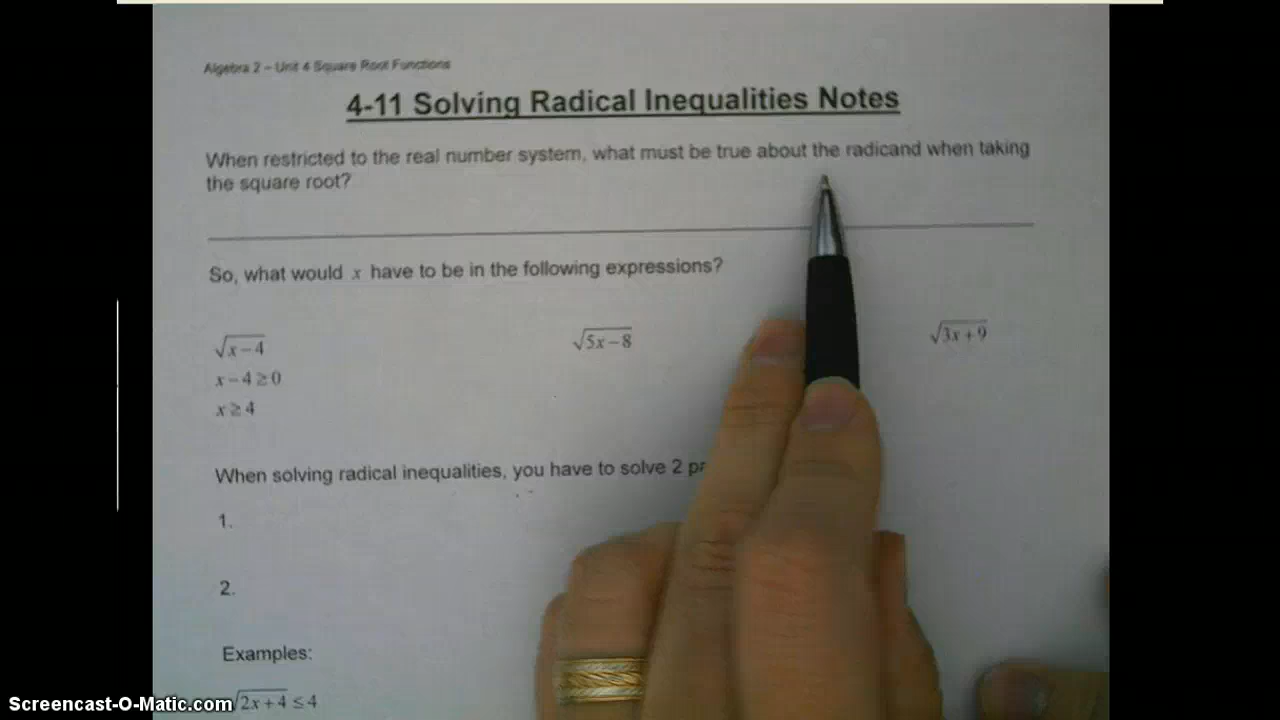 Algebra 2 – Unit 4 Square Root Functions
4-11 Solving Radical Inequalities Notes
When restricted to the real number system, what must be true about the radicand when taking
the square root?
So, what would x have to be in the following expressions?
√x−4 √5x−8 √3x+9
x−4≥0
x≥4
When solving radical inequalities, you have to solve 2
1.
2.
Examples:
√2x+4 ≤ 4
Screencast-O-Matic.com